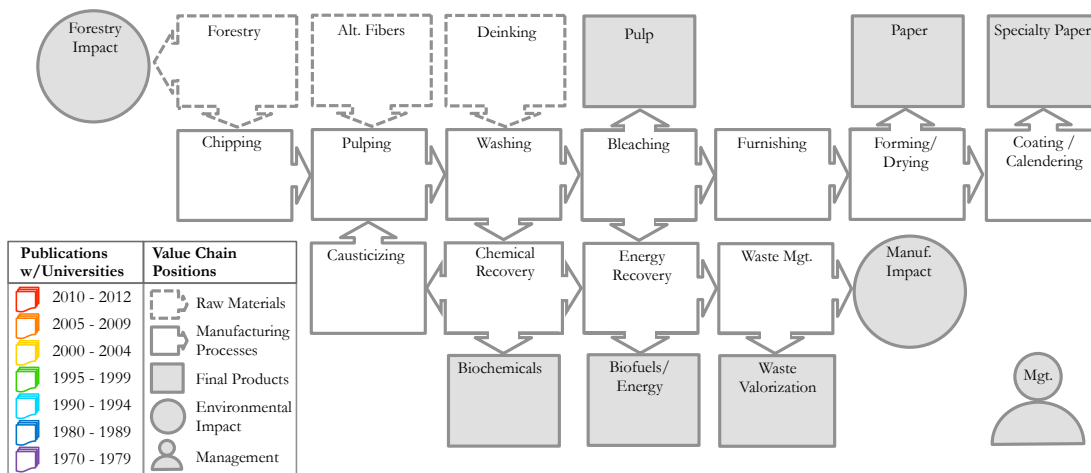 Forestry
Impact
Forestry
Alt. Fibers
Deinking
Pulp
Paper
Specialty Paper
Chipping
Pulping
Washing
Bleaching
Furnishing
Forming/
Drying
Coating /
Calendering
Causticizing
Chemical
Recovery
Energy
Recovery
Waste Mgt.
Manuf.
Impact
Biochemicals
Biofuels/
Energy
Waste
Valorization
Mgt.
Publications
w/Universities
2010 - 2012
2005 - 2009
2000 - 2004
1995 - 1999
1990 - 1994
1980 - 1989
1970 - 1979
Value Chain
Positions
Raw Materials
Manufacturing
Processes
Final Products
Environmental
Impact
Management